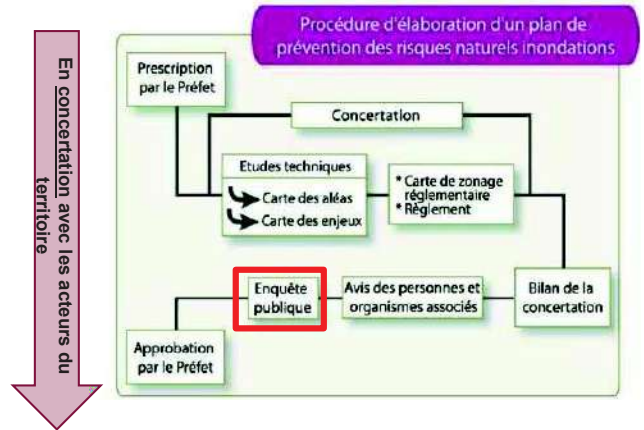 Procédure d'élaboration d'un plan de
prévention des risques naturels inondations
En concertation avec les acteurs du
territoire
Prescription
par le Préfet
Concertation
Etudes techniques
Carte des aléas
Carte des enjeux
* Carte de zonage
réglementaire
* Règlement
Enquête
publique
Avis des personnes et
organismes associés
Bilan de la
concertation
Approbation
par le Préfet